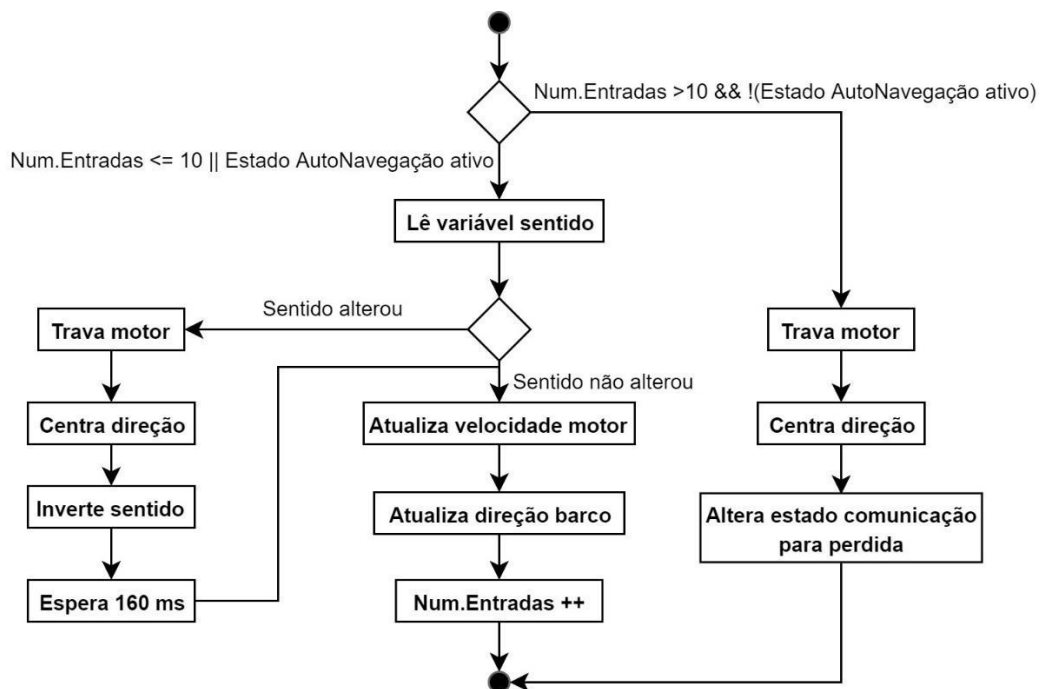 Num.Entradas >10 && !(Estado AutoNavegação ativo)
Num.Entradas <= 10 || Estado AutoNavegação ativo
Lê variável sentido
Sentido alterou
Trava motor
Centra direção
Inverte sentido
Espera 160 ms
Sentido não alterou
Atualiza velocidade motor
Atualiza direção barco
Num.Entradas ++
Trava motor
Centra direção
Altera estado comunicação
para perdida